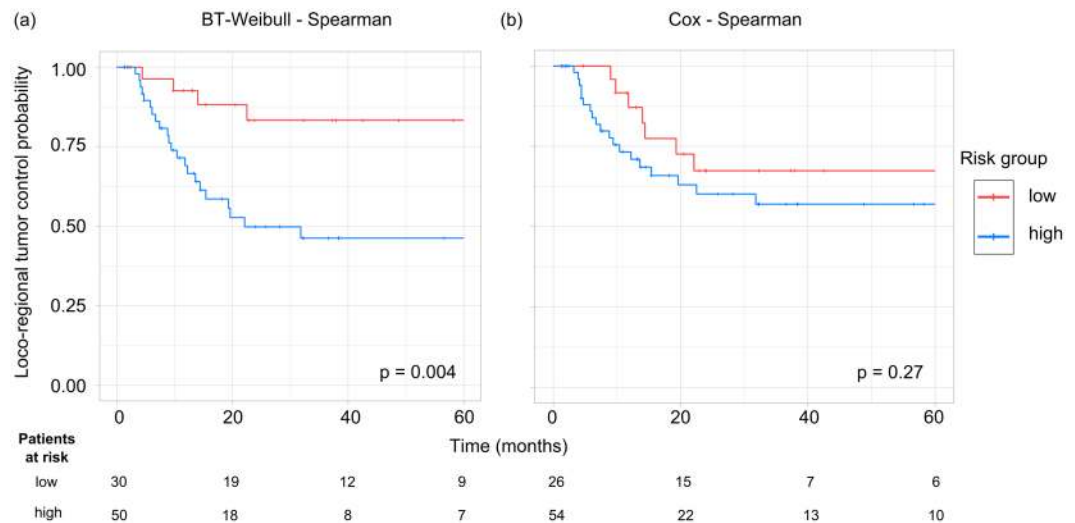 (a) BT-Weibull - Spearman
(b) Cox - Spearman
Loco-regional tumor control probability
1.00
0.75
0.50
0.25
0.00
p = 0.004
p = 0.27
0 20 40 60
0 20 40 60
Time (months)
Risk group
low
high
Patients
at risk
low 30 19 12 9 26 15 7 6
high 50 18 8 7 54 22 13 10